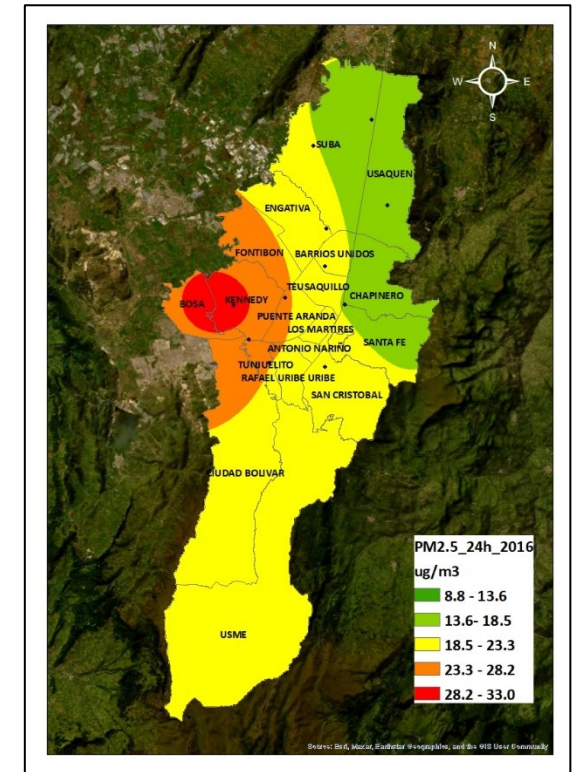 N
W E
S
SUBA
USAQUEN
ENGATIVA
BARRIOS UNIDOS
FONTIBON
TEUSAQUILLO
BOSA
KENNEDY
CHAPINERO
PUENTE ARANDA
LOS MARTIRES
SANTA FE
ANTONIO NARIÑO
TUNJUELITO
RAFAEL URIBE URIBE
SAN CRISTOBAL
CIUDAD BOLIVAR
USME
PM2.5_24h_2016
ug/m3
8.8 - 13.6
13.6- 18.5
18.5 - 23.3
23.3 - 28.2
28.2 - 33.0
Source: Esri, Maxar, Earthstar Geographics, and the GIS User Community